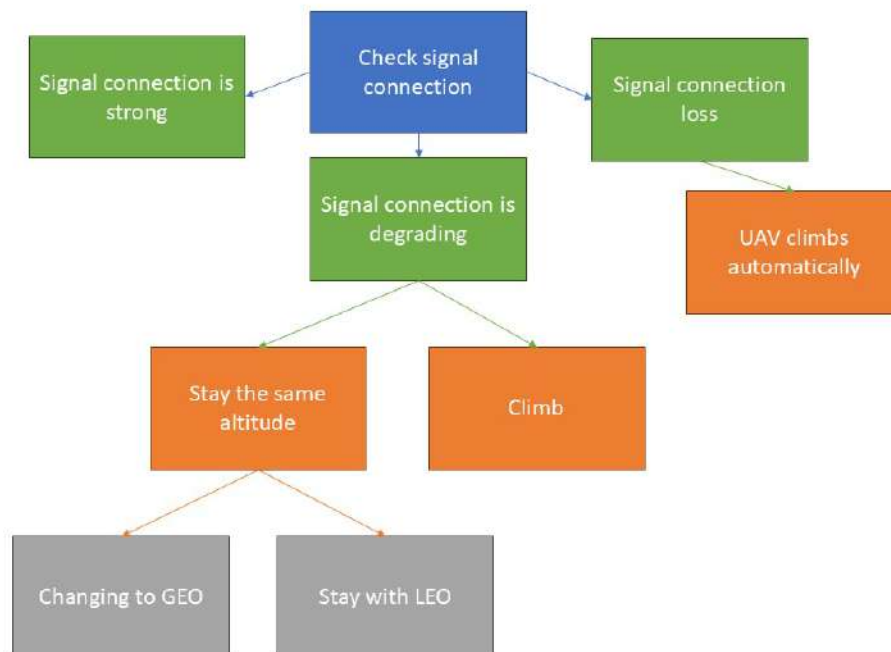 Check signal
connection
Signal connection is
strong
Signal connection
loss
Signal connection is
degrading
UAV climbs
automatically
Stay the same
altitude
Climb
Changing to GEO
Stay with LEO